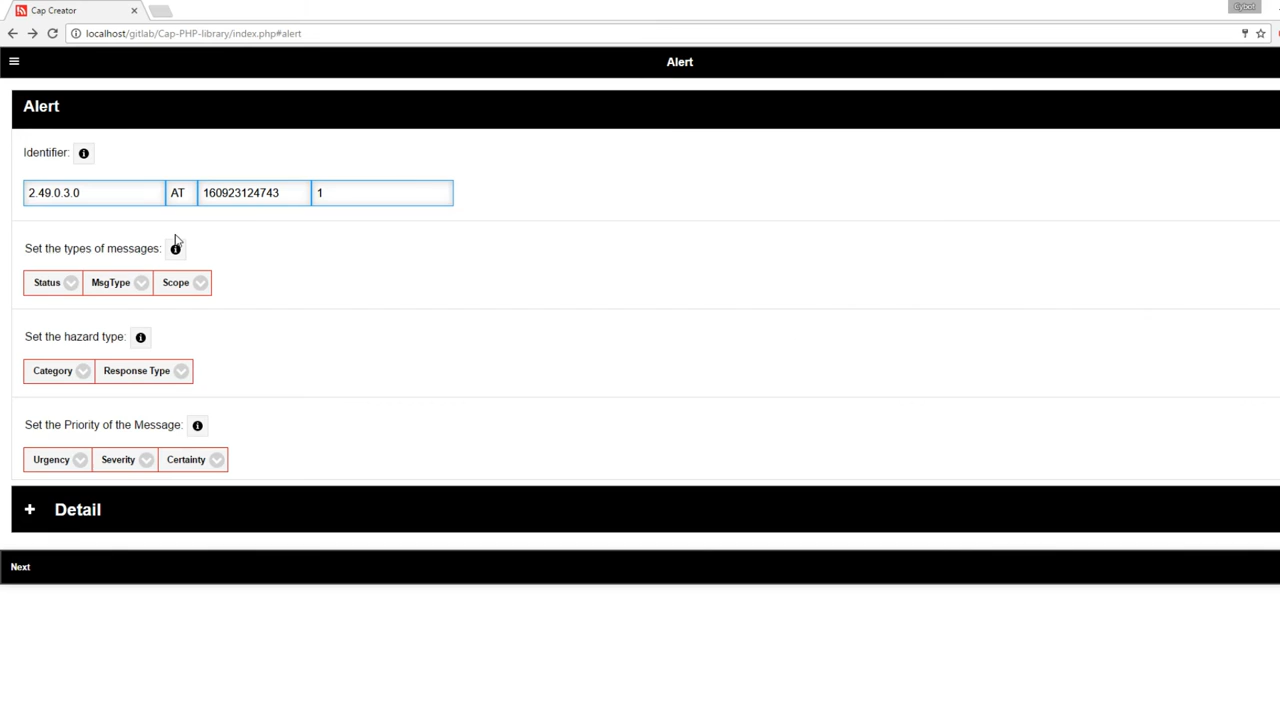 Cap Creator
Cybot
localhost/gitlab/Cap-PHP-library/index.php#alert
Alert
Alert
Identifier:
2.49.0.3.0 AT 160923124743 1
Set the types of messages:
Status MsgType Scope
Set the hazard type:
Category Response Type
Set the Priority of the Message:
Urgency Severity Certainty
+ Detail
Next